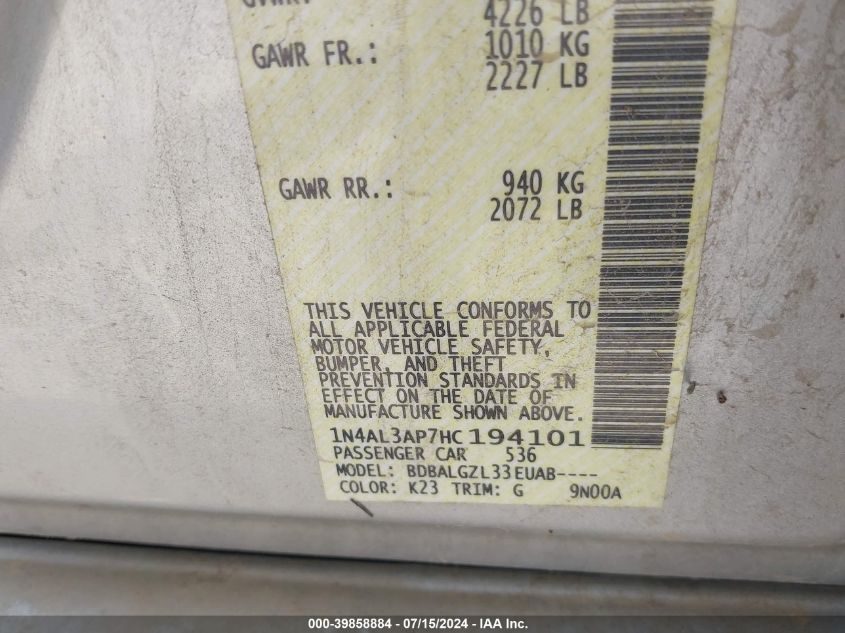 GVWR:
4226 LB
GAWR FR.: 1010 KG
2227 LB
GAWR RR.: 940 KG
2072 LB
THIS VEHICLE CONFORMS TO
ALL APPLICABLE FEDERAL
MOTOR VEHICLE SAFETY,
BUMPER, AND THEFT
PREVENTION STANDARDS IN
EFFECT ON THE DATE OF
MANUFACTURE SHOWN ABOVE.
1N4AL3AP7HC194101
PASSENGER CAR 536
MODEL: BDBALGZL33EUAB----
COLOR: K23 TRIM: G 9N00A
000-39858884 - 07/15/2024 - IAA Inc.